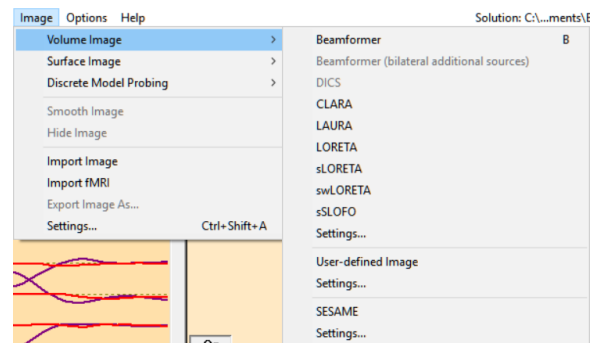 Image Options Help Solution: C:\...ments\
Volume Image >
Surface Image >
Discrete Model Probing >
Smooth Image
Hide Image
Import Image
Import fMRI
Export Image As...
Settings... Ctrl+Shift+A
Beamformer B
Beamformer (bilateral additional sources)
DICS
CLARA
LAURA
LORETA
sLORETA
swLORETA
sSLOFO
Settings...
User-defined Image
Settings...
SESAME
Settings...